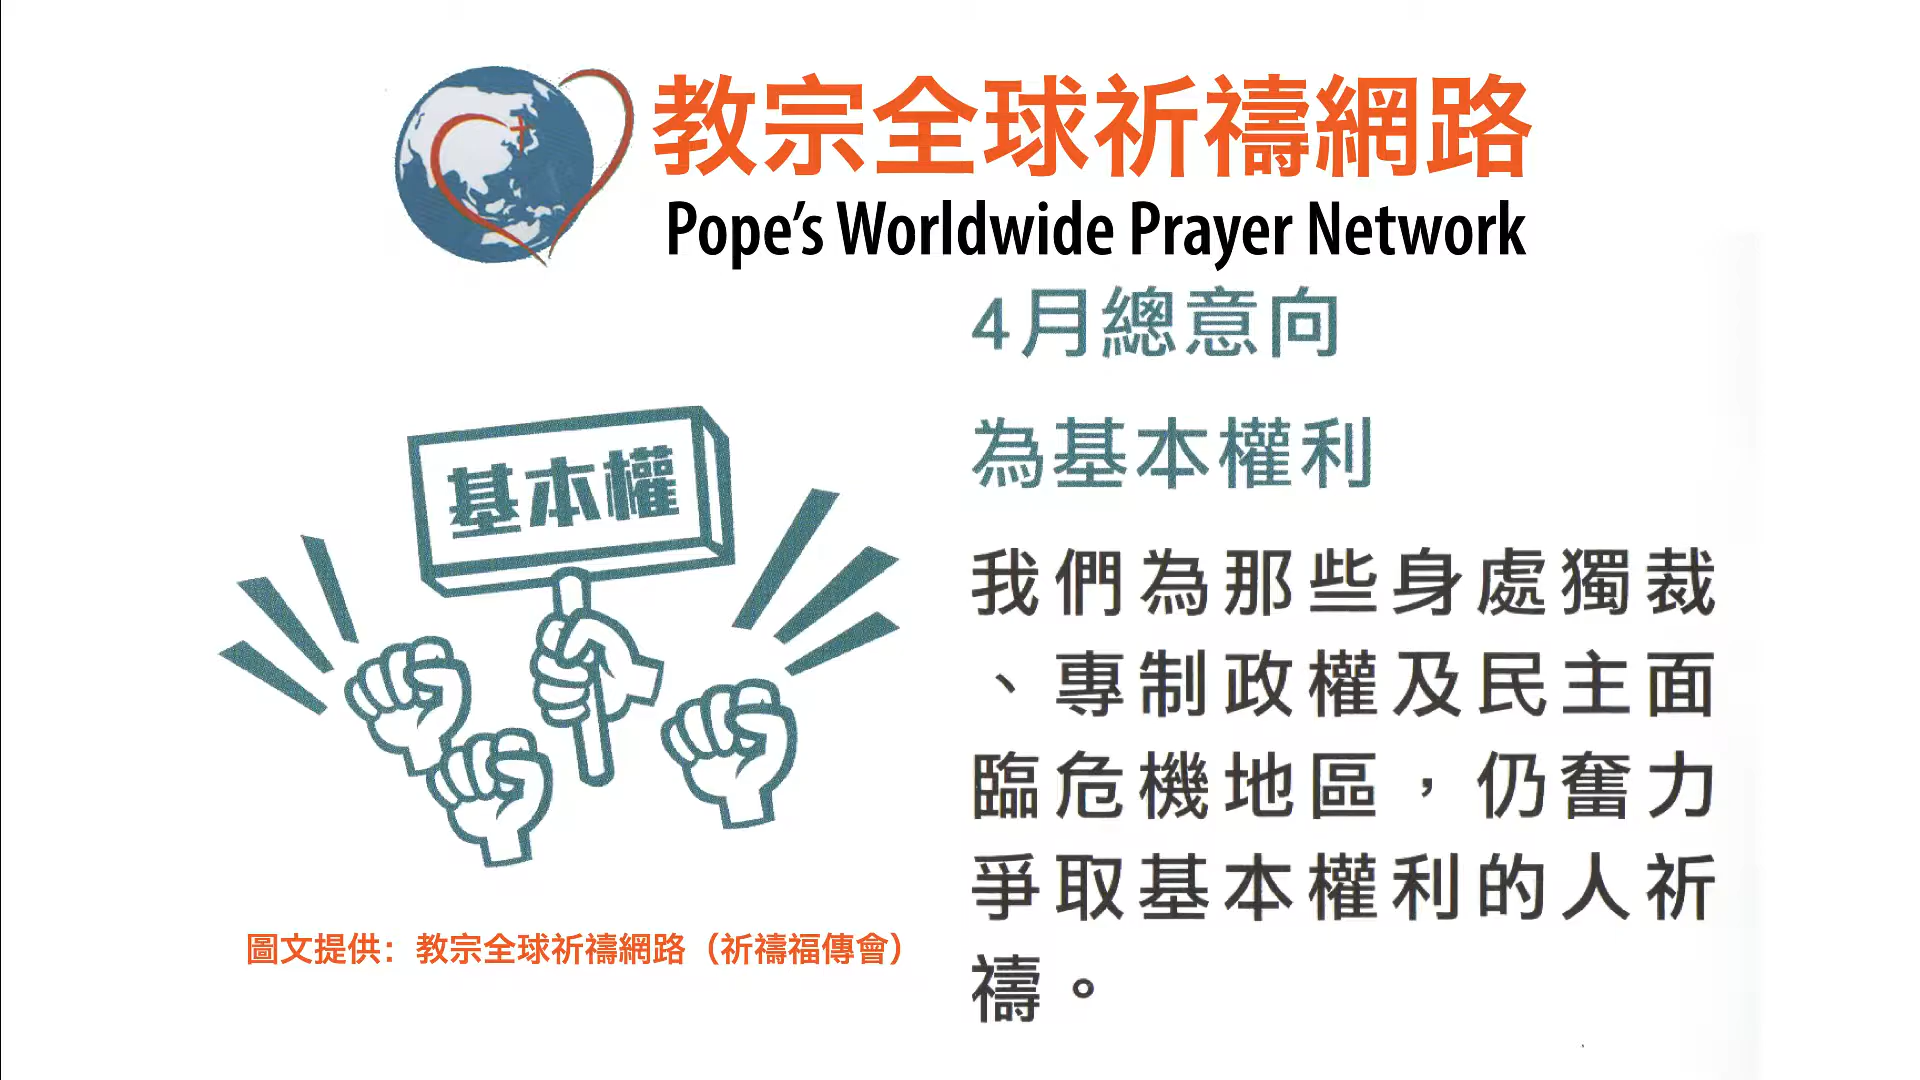 教宗全球祈禱網路
Pope's Worldwide Prayer Network
4月總意向
為基本權利
基本權
我們為那些身處獨裁
、專制政權及民主面
臨危機地區，仍奮力
爭取基本權利的人祈
禱。
圖文提供：教宗全球祈禱網路（祈禱福傳會）